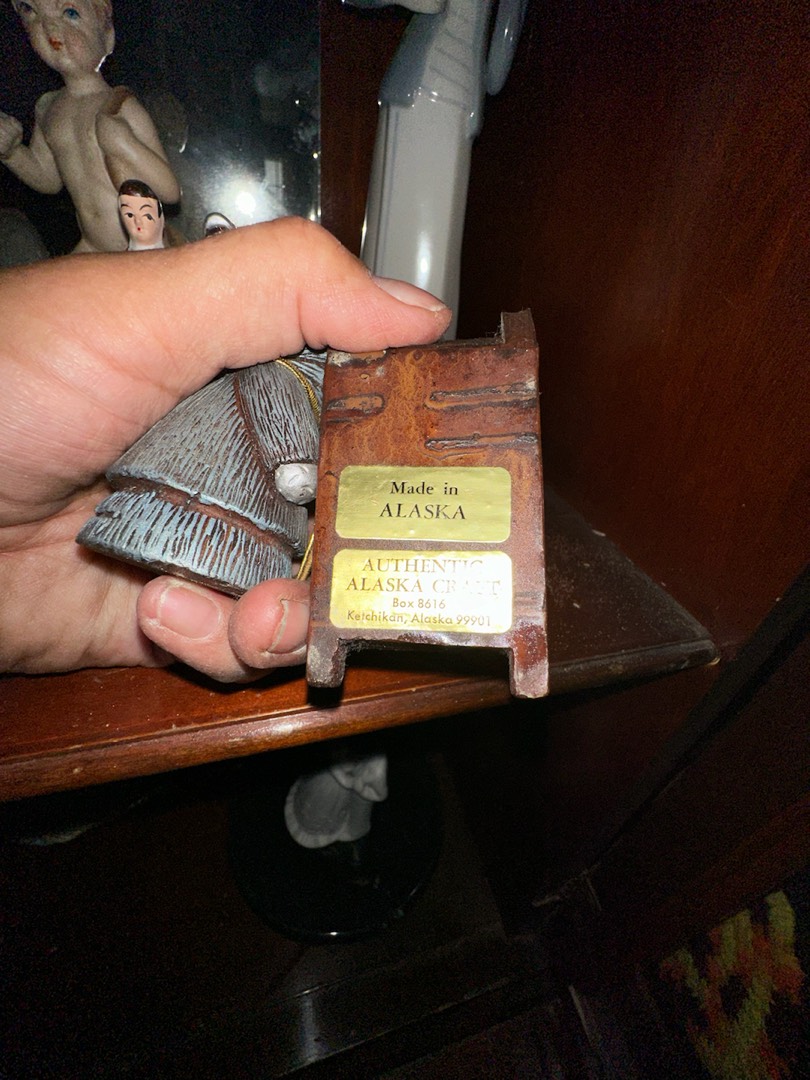 Made in
ALASKA
AUTHENTIC
ALASKA CRAFT
Box 8616
Ketchikan, Alaska 99901